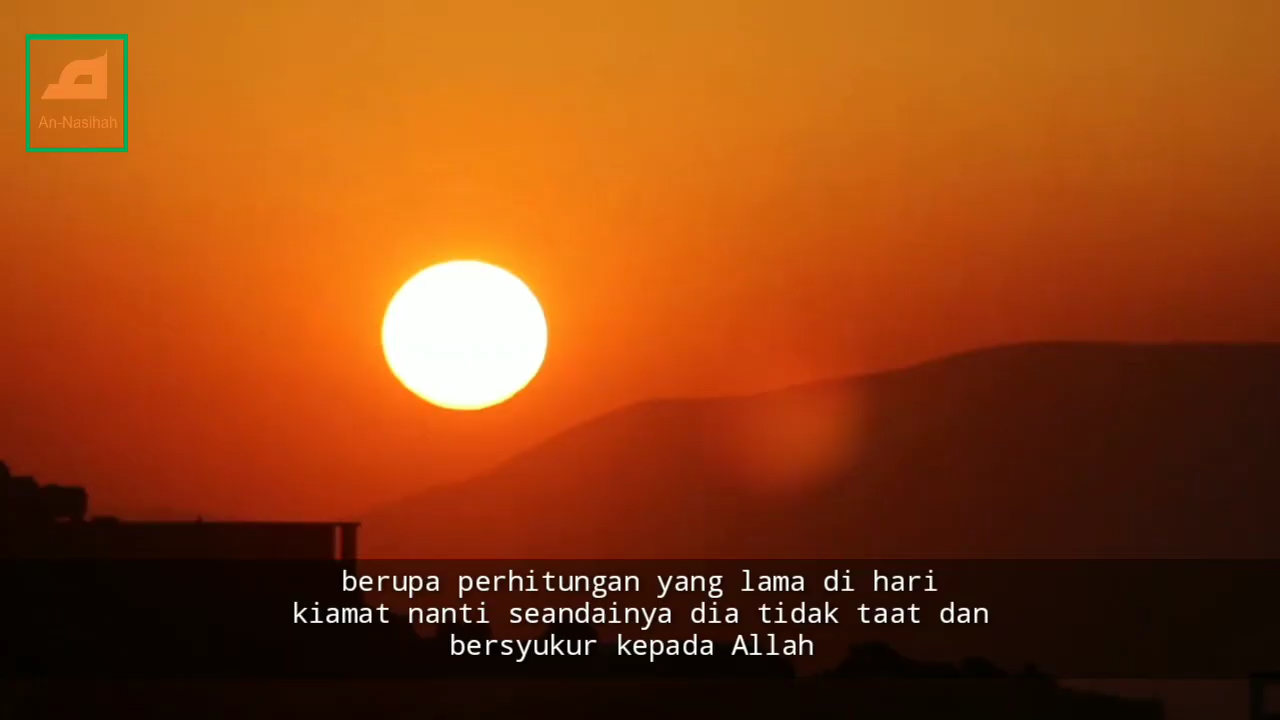 An-Nasihah
berupa perhitungan yang lama di hari
kiamat nanti seandainya dia tidak taat dan
bersyukur kepada Allah